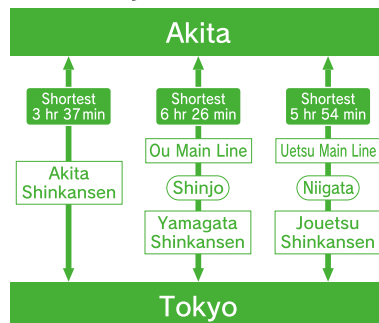 Akita
Shortest
3 hr 37 min
Akita
Shinkansen
Shortest
6 hr 26 min
Ou Main Line
Shinjo
Yamagata
Shinkansen
Shortest
5 hr 54 min
Uetsu Main Line
Niigata
Jouetsu
Shinkansen
Tokyo